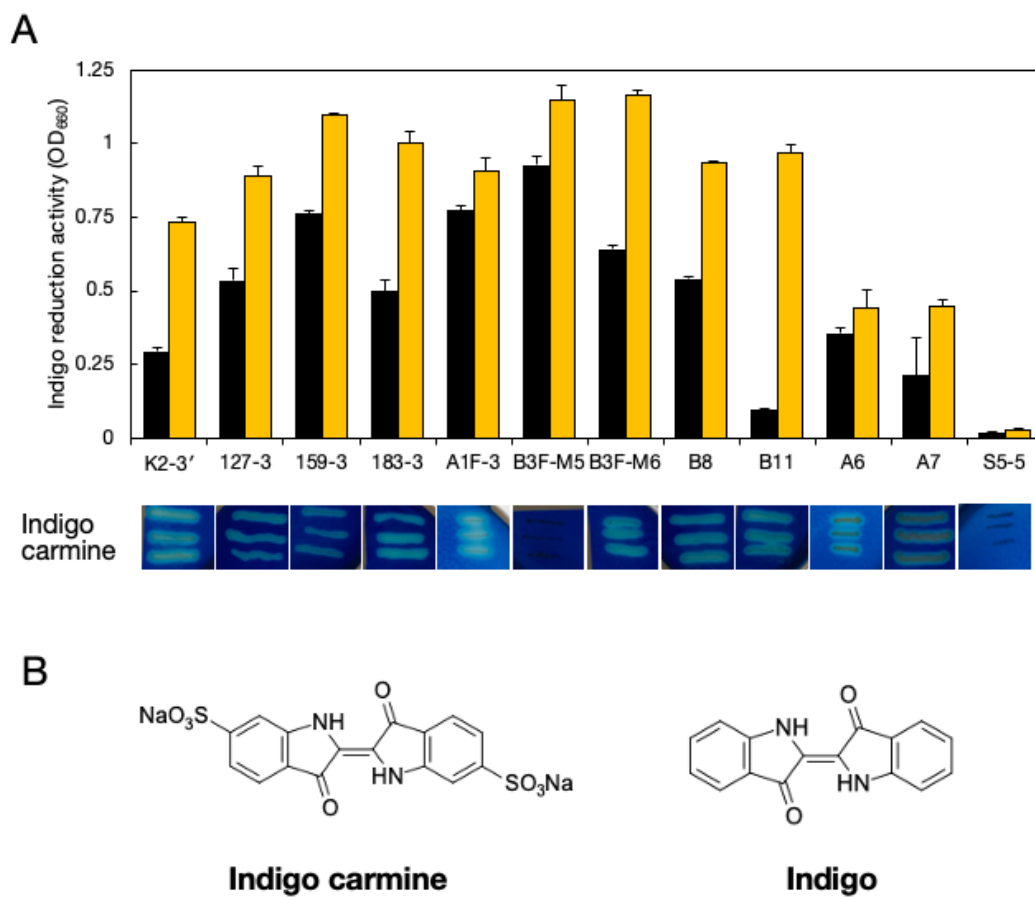 A
Indigo reduction activity (OD₆₆₀)
1.25
1
0.75
0.5
0.25
0
K2-3′ 127-3 159-3 183-3 A1F-3 B3F-M5 B3F-M6 B8 B11 A6 A7 S5-5
Indigo
carmine
B
O
NaO₃S NH
HN SO₃Na
O
O
NH
HN
O
Indigo carmine Indigo